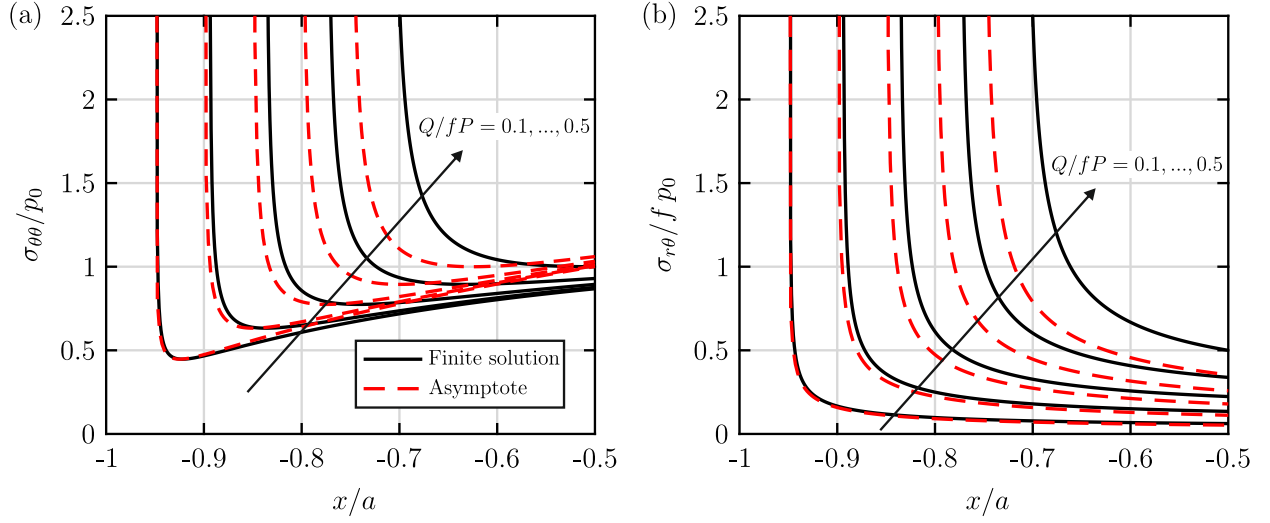 (a)
2.5
2
1.5
1
0.5
0
σθθ/p0
-1 -0.9 -0.8 -0.7 -0.6 -0.5
x/a
Q/fP = 0.1, ..., 0.5
Finite solution
Asymptote
(b)
2.5
2
1.5
1
0.5
0
σrθ/f p0
-1 -0.9 -0.8 -0.7 -0.6 -0.5
x/a
Q/fP = 0.1, ..., 0.5